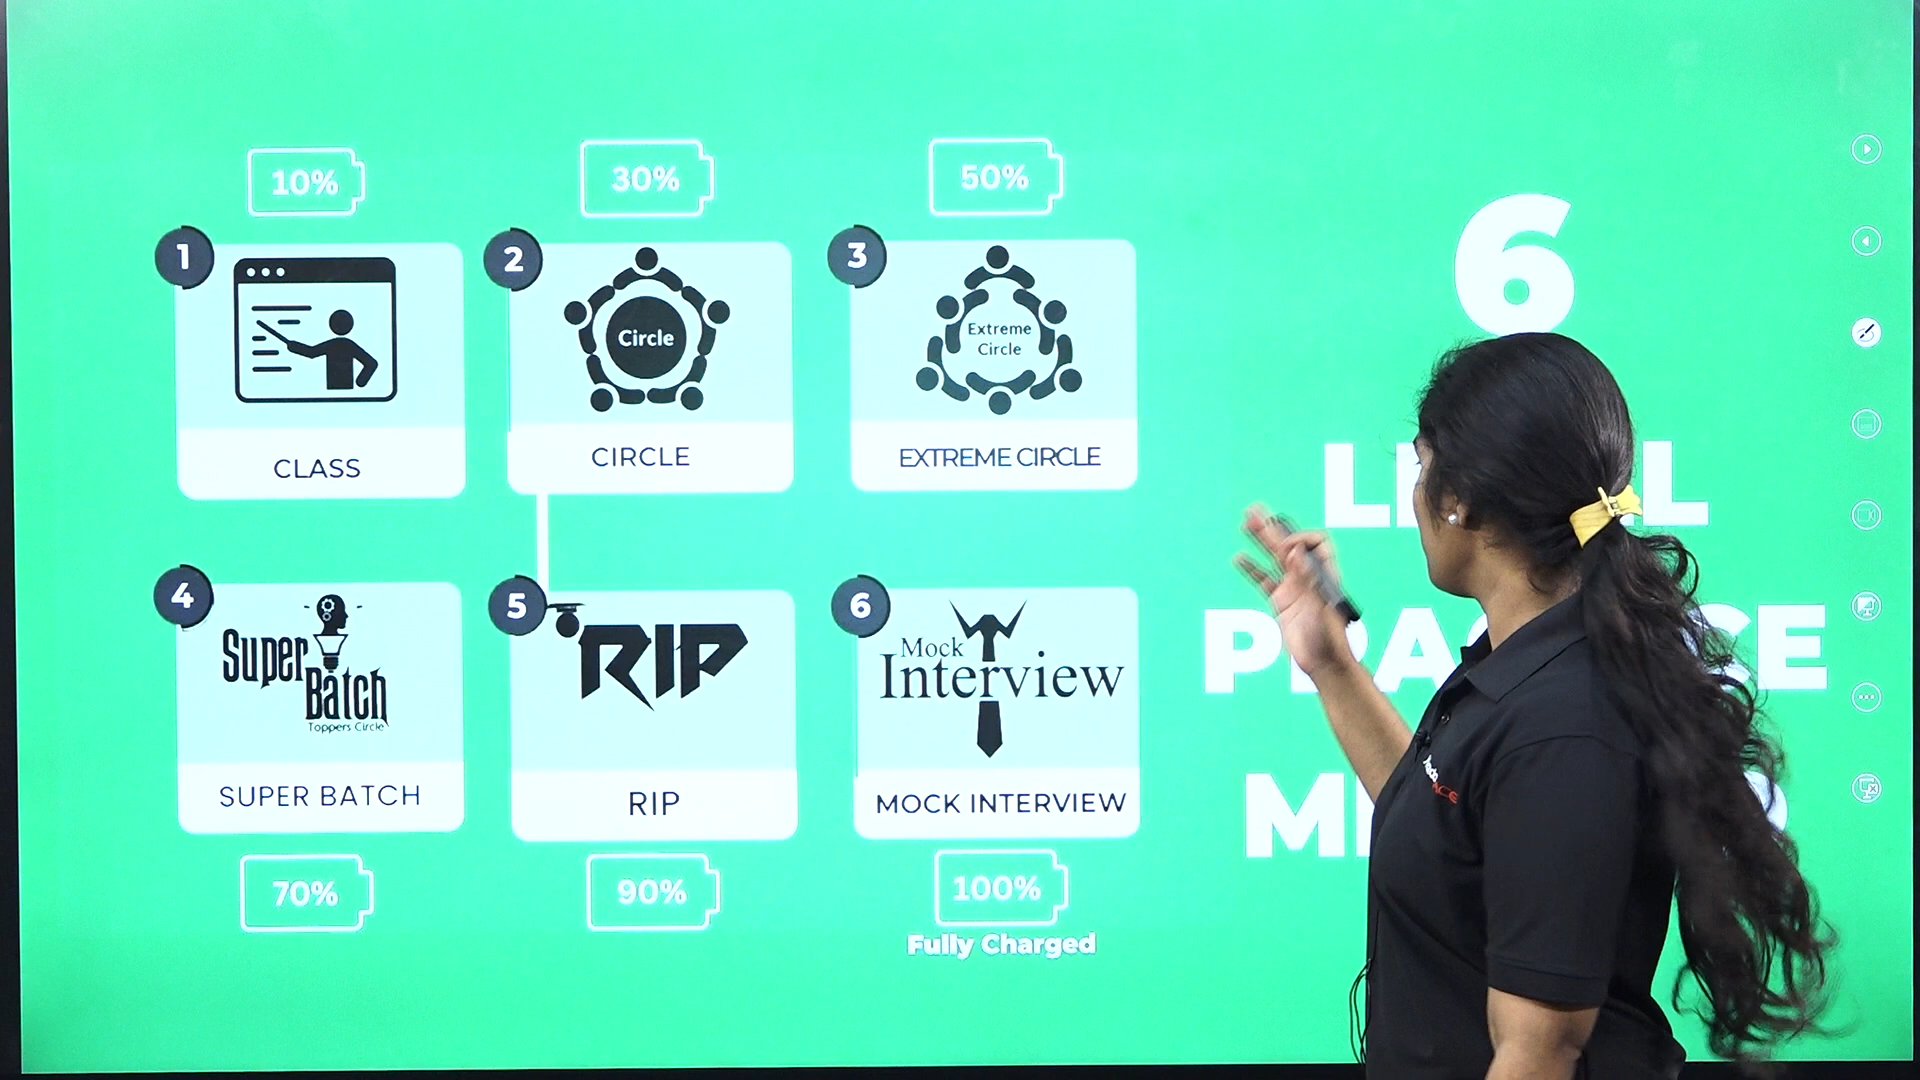 10%
30%
50%
1
2
3
Circle
Extreme
Circle
CLASS
CIRCLE
EXTREME CIRCLE
4
5
6
Super
Batch
Toppers Circle
RIP
Mock
Interview
SUPER BATCH
RIP
MOCK INTERVIEW
70%
90%
100%
Fully Charged
6